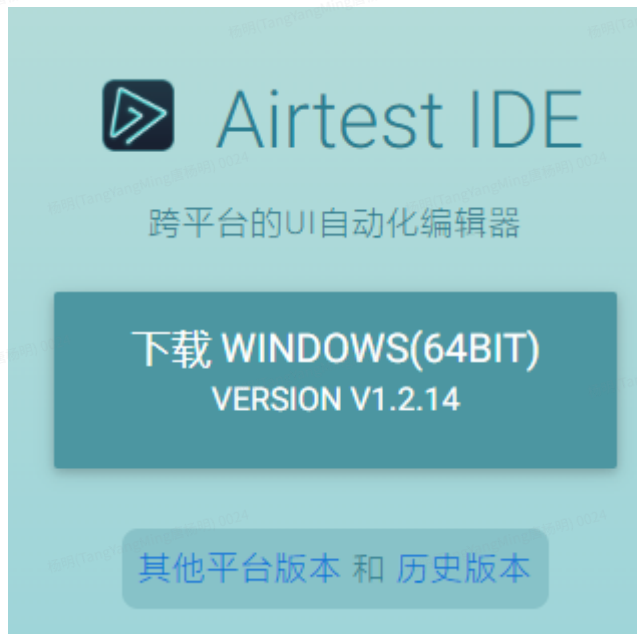 Airtest IDE
跨平台的UI自动化编辑器
下载 WINDOWS(64BIT)
VERSION V1.2.14
其他平台版本 和 历史版本